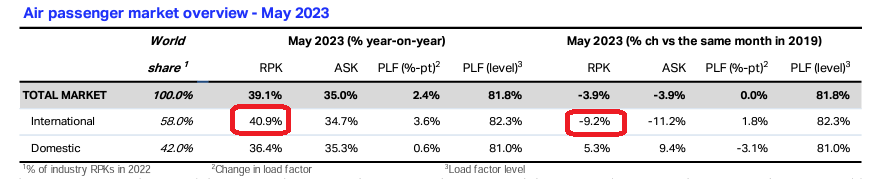 Air passenger market overview - May 2023
World May 2023 (% year-on-year) May 2023 (% ch vs the same month in 2019)
share 1 RPK ASK PLF (%-pt)2 PLF (level)3 RPK ASK PLF (%-pt)2 PLF (level)3
TOTAL MARKET 100.0% 39.1% 35.0% 2.4% 81.8% -3.9% -3.9% 0.0% 81.8%
International 58.0% 40.9% 34.7% 3.6% 82.3% -9.2% -11.2% 1.8% 82.3%
Domestic 42.0% 36.4% 35.3% 0.6% 81.0% 5.3% 9.4% -3.1% 81.0%
1% of industry RPKs in 2022 2Change in load factor 3Load factor level